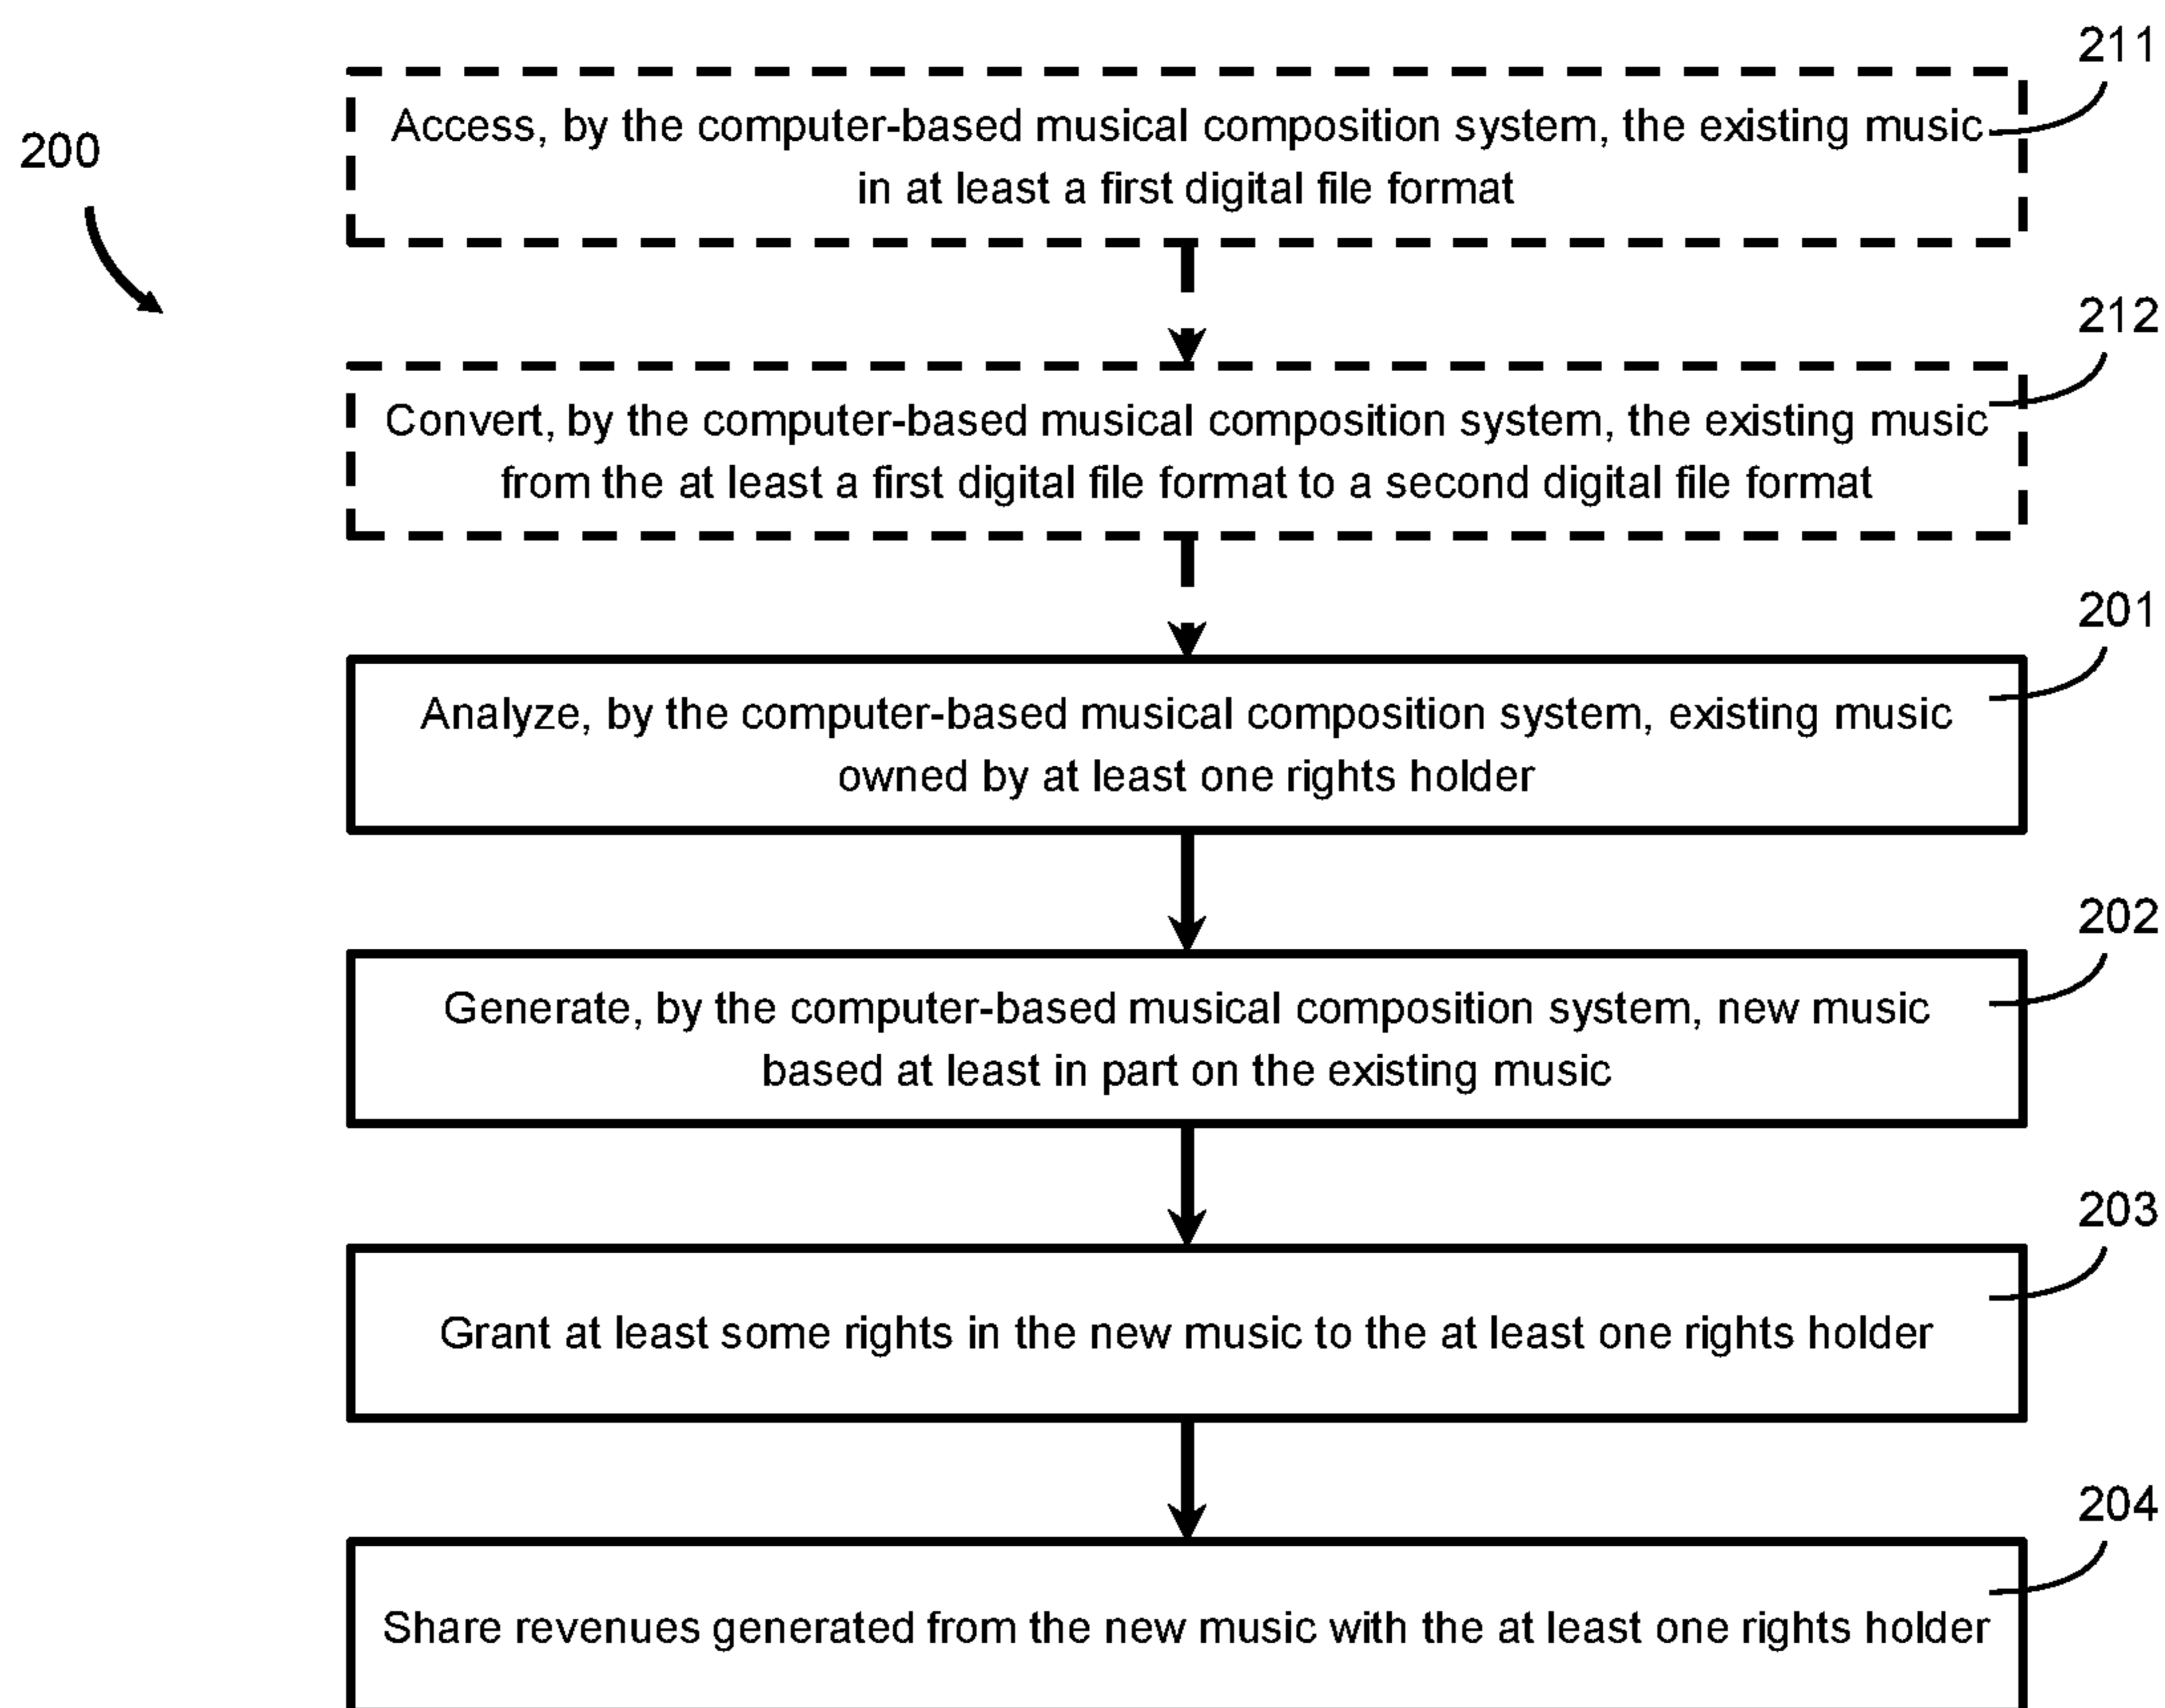 200
211
Access, by the computer-based musical composition system, the existing music
in at least a first digital file format
212
Convert, by the computer-based musical composition system, the existing music
from the at least a first digital file format to a second digital file format
201
Analyze, by the computer-based musical composition system, existing music
owned by at least one rights holder
202
Generate, by the computer-based musical composition system, new music
based at least in part on the existing music
203
Grant at least some rights in the new music to the at least one rights holder
204
Share revenues generated from the new music with the at least one rights holder